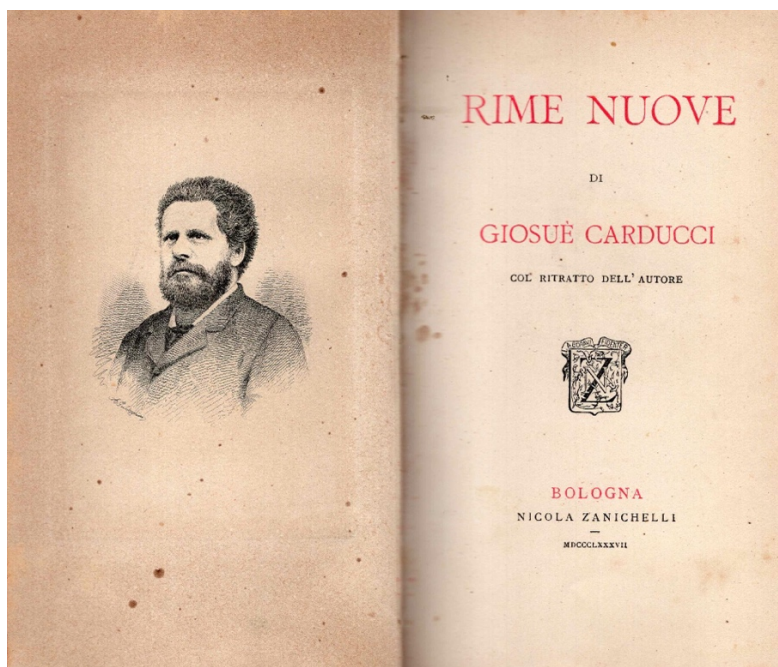 RIME NUOVE
DI
GIOSUÈ CARDUCCI
COL RITRATTO DELL' AUTORE
BOLOGNA
NICOLA ZANICHELLI
MDCCCLXXXVII